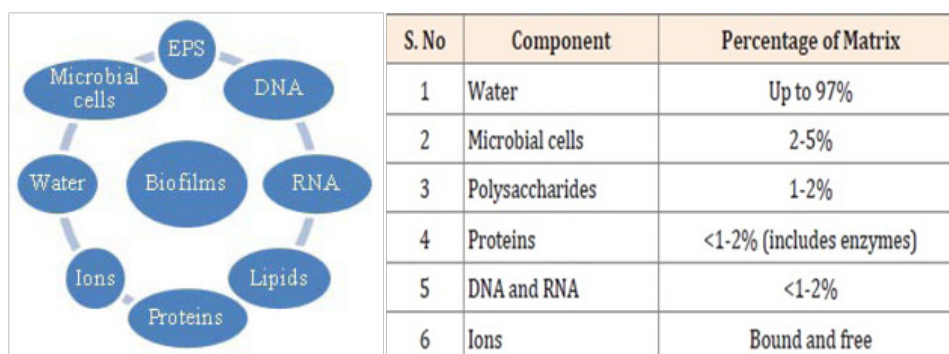 EPS
DNA
RNA
Lipids
Proteins
Ions
Water
Microbial
cells
Biofilms
S. No Component Percentage of Matrix
1 Water Up to 97%
2 Microbial cells 2-5%
3 Polysaccharides 1-2%
4 Proteins <1-2% (includes enzymes)
5 DNA and RNA <1-2%
6 Ions Bound and free